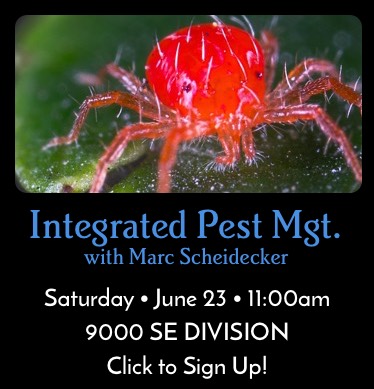 Integrated Pest Mgt.
with Marc Scheidecker
Saturday • June 23 • 11:00am
9000 SE DIVISION
Click to Sign Up!